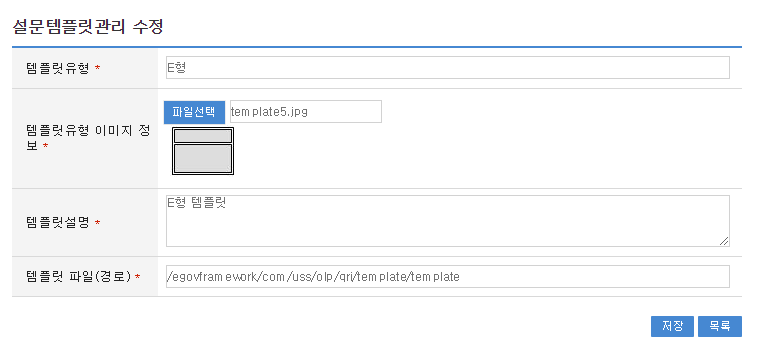 설문템플릿관리 수정
템플릿유형 *
E형
템플릿유형 이미지 정
보 *
파일선택
template5.jpg
템플릿설명 *
E형 템플릿
템플릿 파일(경로) *
/egovframework/com/uss/olp/qri/template/template
저장 목록